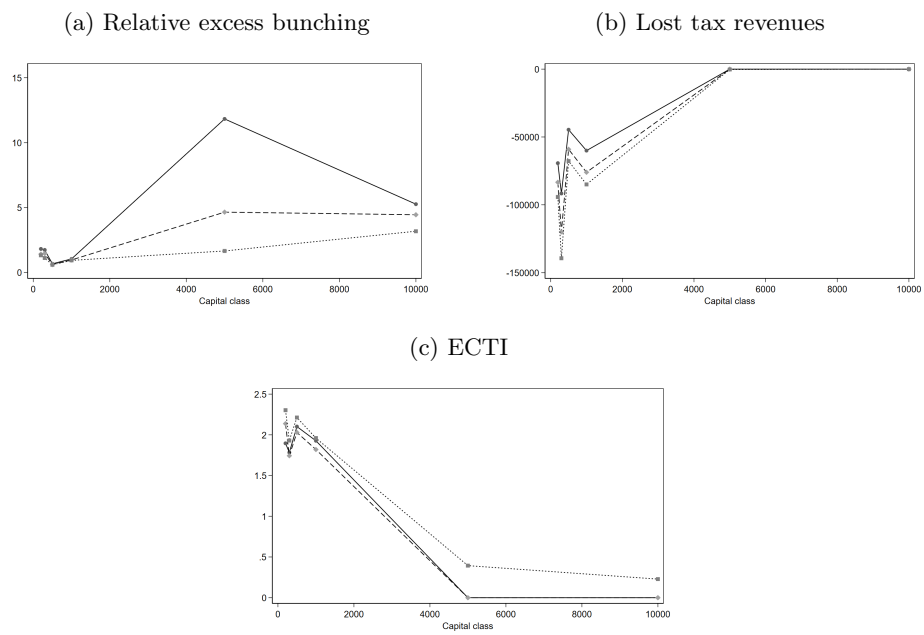 (a) Relative excess bunching
15
10
5
0
0 2000 4000 6000 8000 10000
Capital class
(b) Lost tax revenues
0
-50000
-100000
-150000
0 2000 4000 6000 8000 10000
Capital class
(c) ECTI
2.5
2
1.5
1
.5
0
0 2000 4000 6000 8000 10000
Capital class